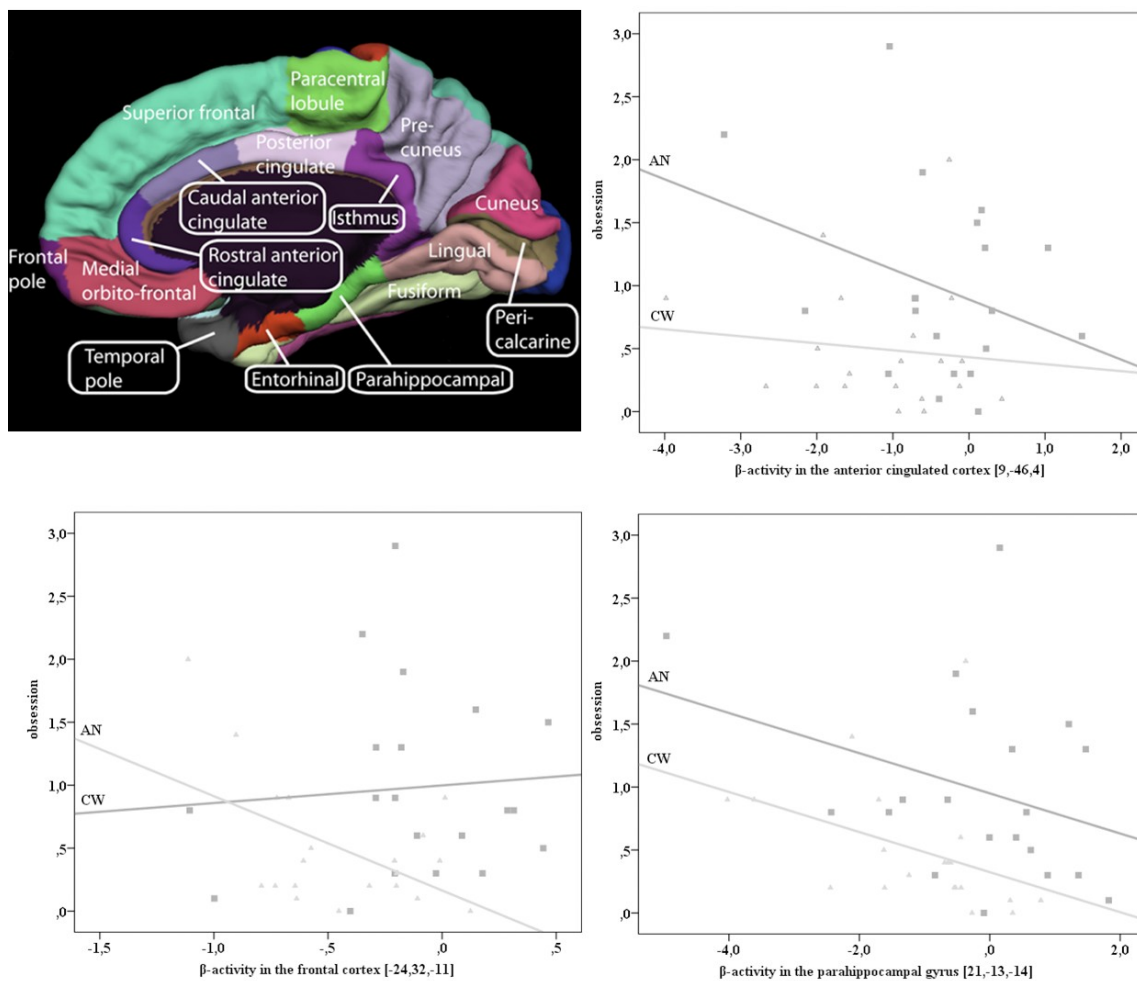 Superior frontal
Paracentral
lobule
Posterior
cingulate
Pre-
cuneus
Caudal anterior
cingulate
Isthmus
Cuneus
Frontal
pole
Medial
orbito-frontal
Rostral anterior
cingulate
Lingual
Fusiform
Peri-
calcarine
Temporal
pole
Entorhinal
Parahippocampal
3,0
2,5
2,0
1,5
1,0
,5
,0
obsession
AN
CW
-4,0 -3,0 -2,0 -1,0 ,0 1,0 2,0
β-activity in the anterior cingulated cortex [9,-46,4]
3,0
2,5
2,0
1,5
1,0
,5
,0
obsession
AN
CW
-1,5 -1,0 -,5 ,0 ,5
β-activity in the frontal cortex [-24,32,-11]
3,0
2,5
2,0
1,5
1,0
,5
,0
obsession
AN
CW
-4,0 -2,0 ,0 2,0
β-activity in the parahippocampal gyrus [21,-13,-14]